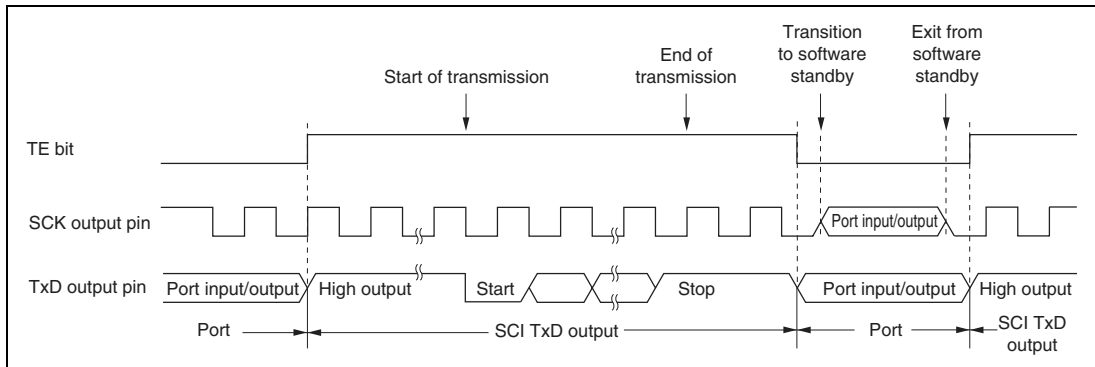 Transition
to software
standby
Exit from
software
standby
Start of transmission
End of
transmission
TE bit
SCK output pin
Port input/output
TxD output pin
Port input/output
High output
Start
Stop
Port input/output
High output
Port
SCI TxD output
Port
SCI TxD
output